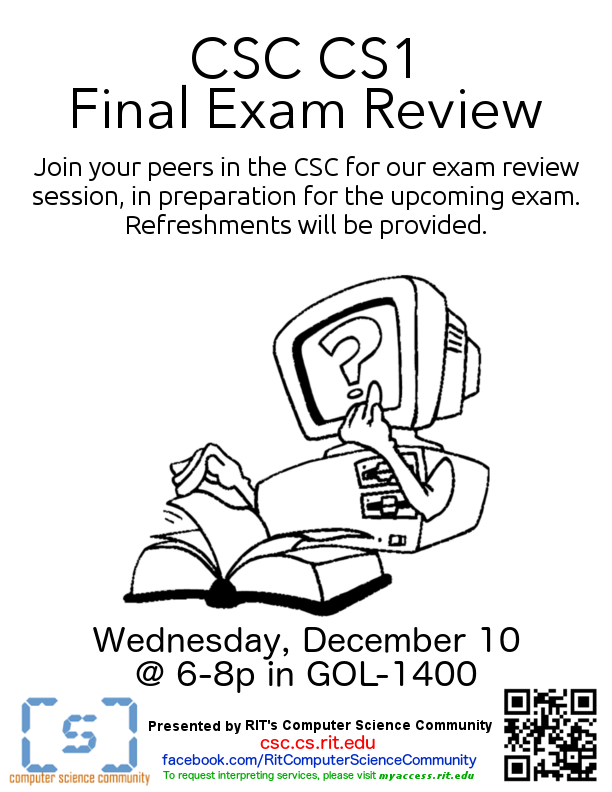 CSC CS1
Final Exam Review
Join your peers in the CSC for our exam review
session, in preparation for the upcoming exam.
Refreshments will be provided.
?
Wednesday, December 10
@ 6-8p in GOL-1400
[s]
computer science community
Presented by RIT's Computer Science Community
csc.cs.rit.edu
facebook.com/RitComputerScienceCommunity
To request interpreting services, please visit myaccess.rit.edu